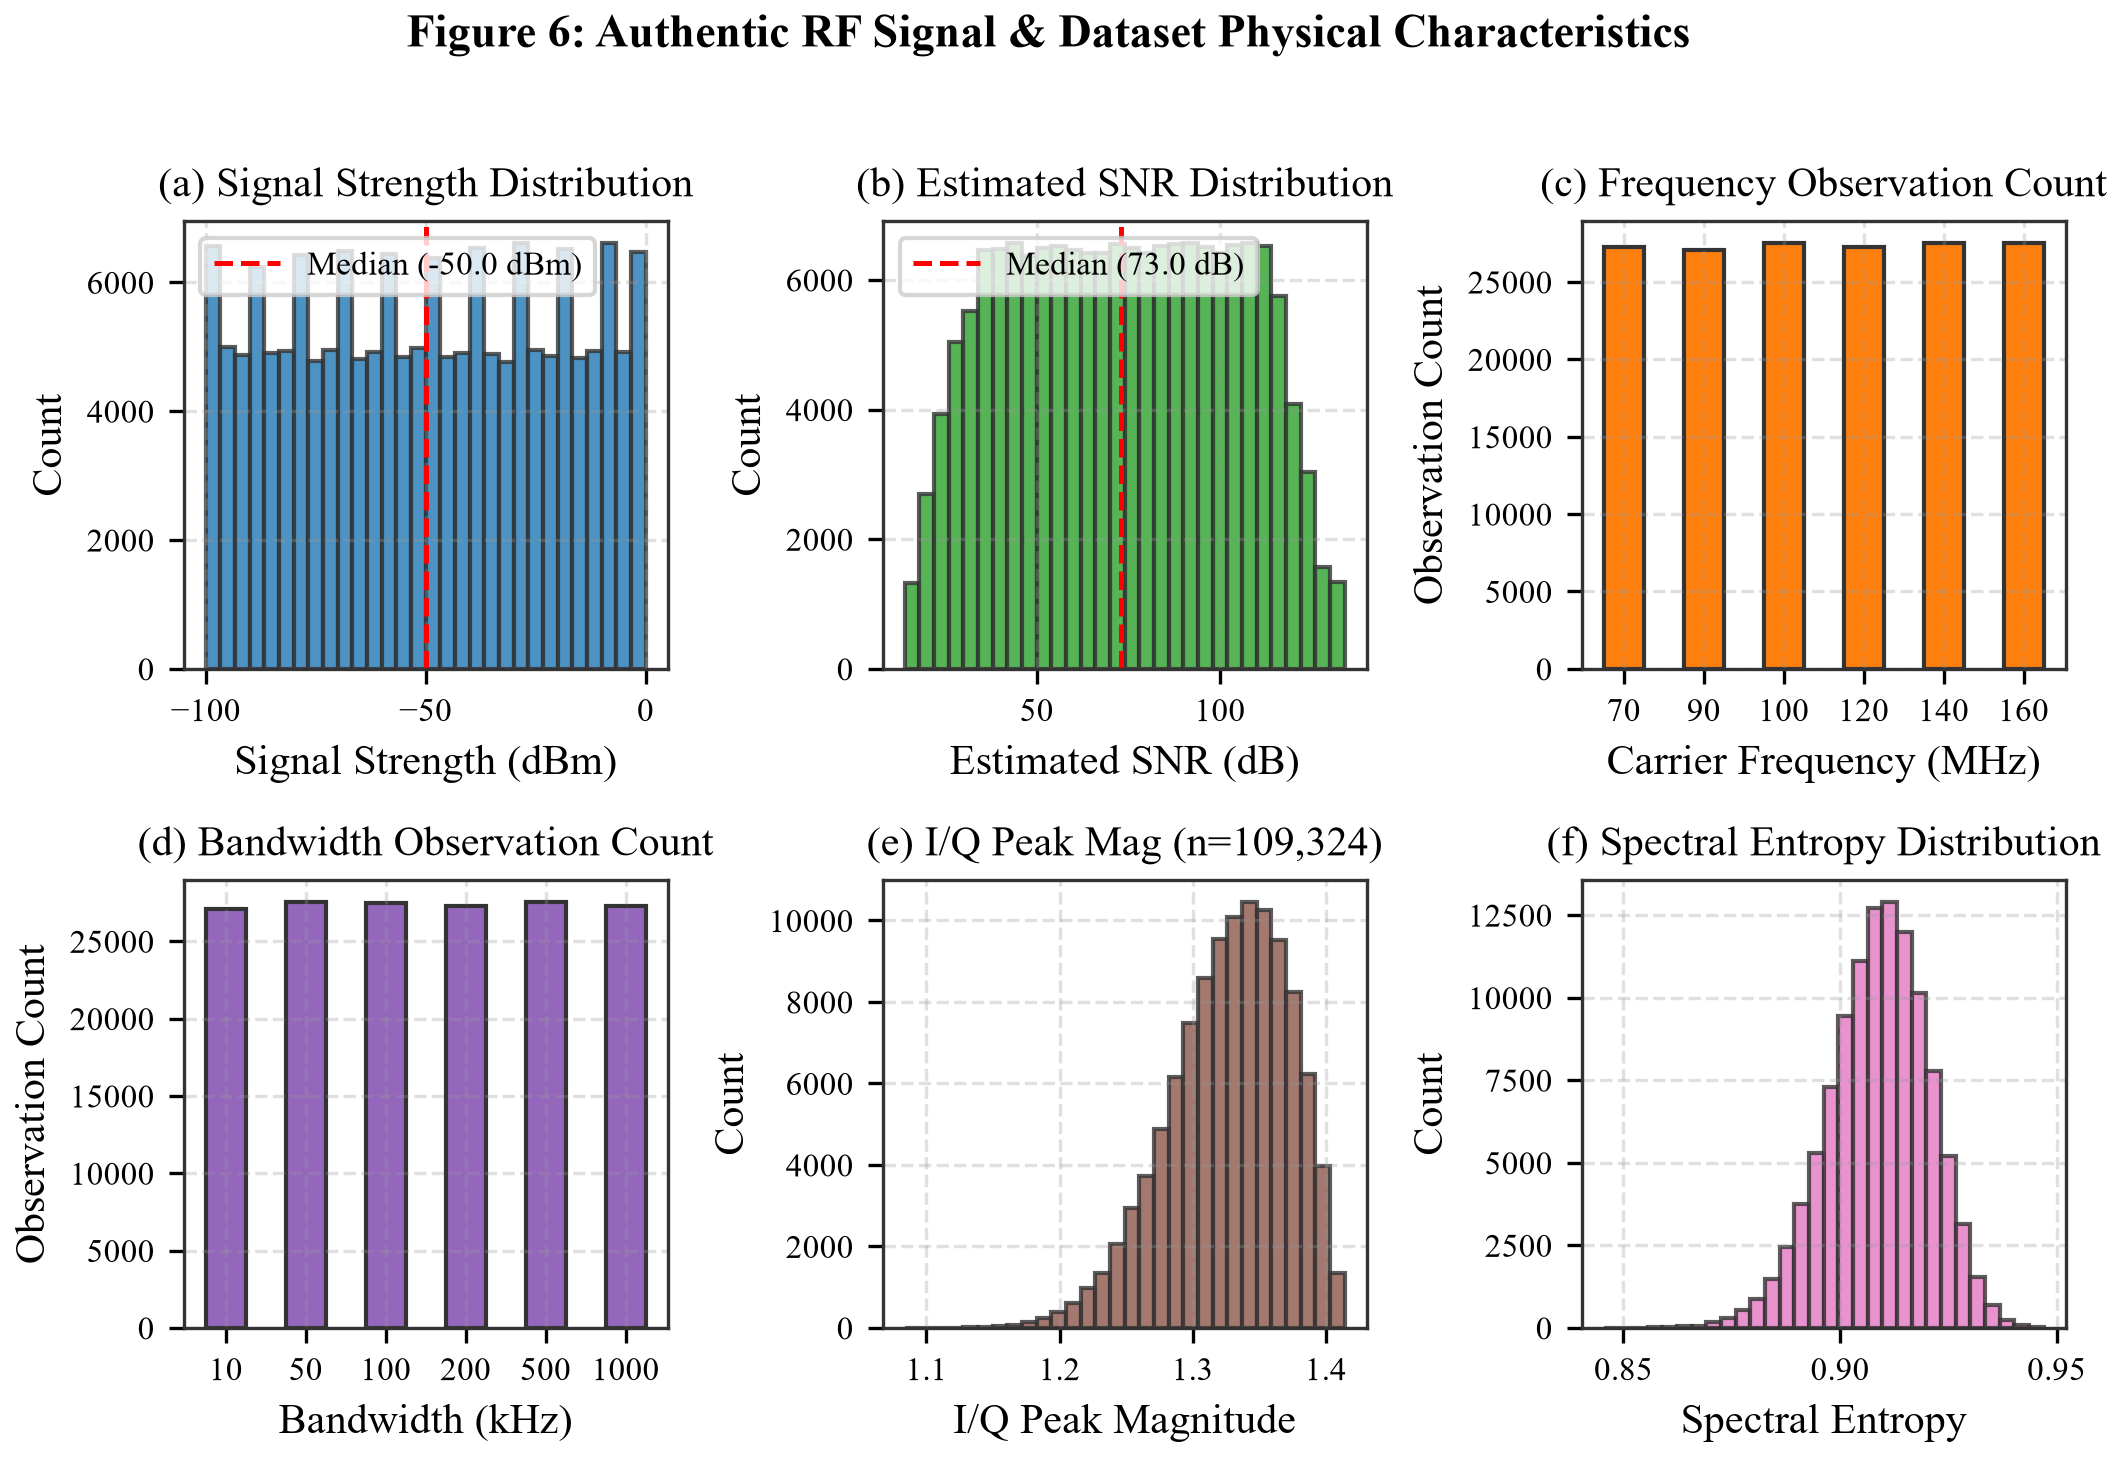 Figure 6: Authentic RF Signal & Dataset Physical Characteristics
(a) Signal Strength Distribution
Median (-50.0 dBm)
6000
4000
2000
0
Count
−100
−50
0
Signal Strength (dBm)
(b) Estimated SNR Distribution
Median (73.0 dB)
6000
4000
2000
0
Count
50
100
Estimated SNR (dB)
(c) Frequency Observation Count
25000
20000
15000
10000
5000
0
Observation Count
70
90
100
120
140
160
Carrier Frequency (MHz)
(d) Bandwidth Observation Count
25000
20000
15000
10000
5000
0
Observation Count
10
50
100
200
500
1000
Bandwidth (kHz)
(e) I/Q Peak Mag (n=109,324)
10000
8000
6000
4000
2000
0
Count
1.1
1.2
1.3
1.4
I/Q Peak Magnitude
(f) Spectral Entropy Distribution
12500
10000
7500
5000
2500
0
Count
0.85
0.90
0.95
Spectral Entropy